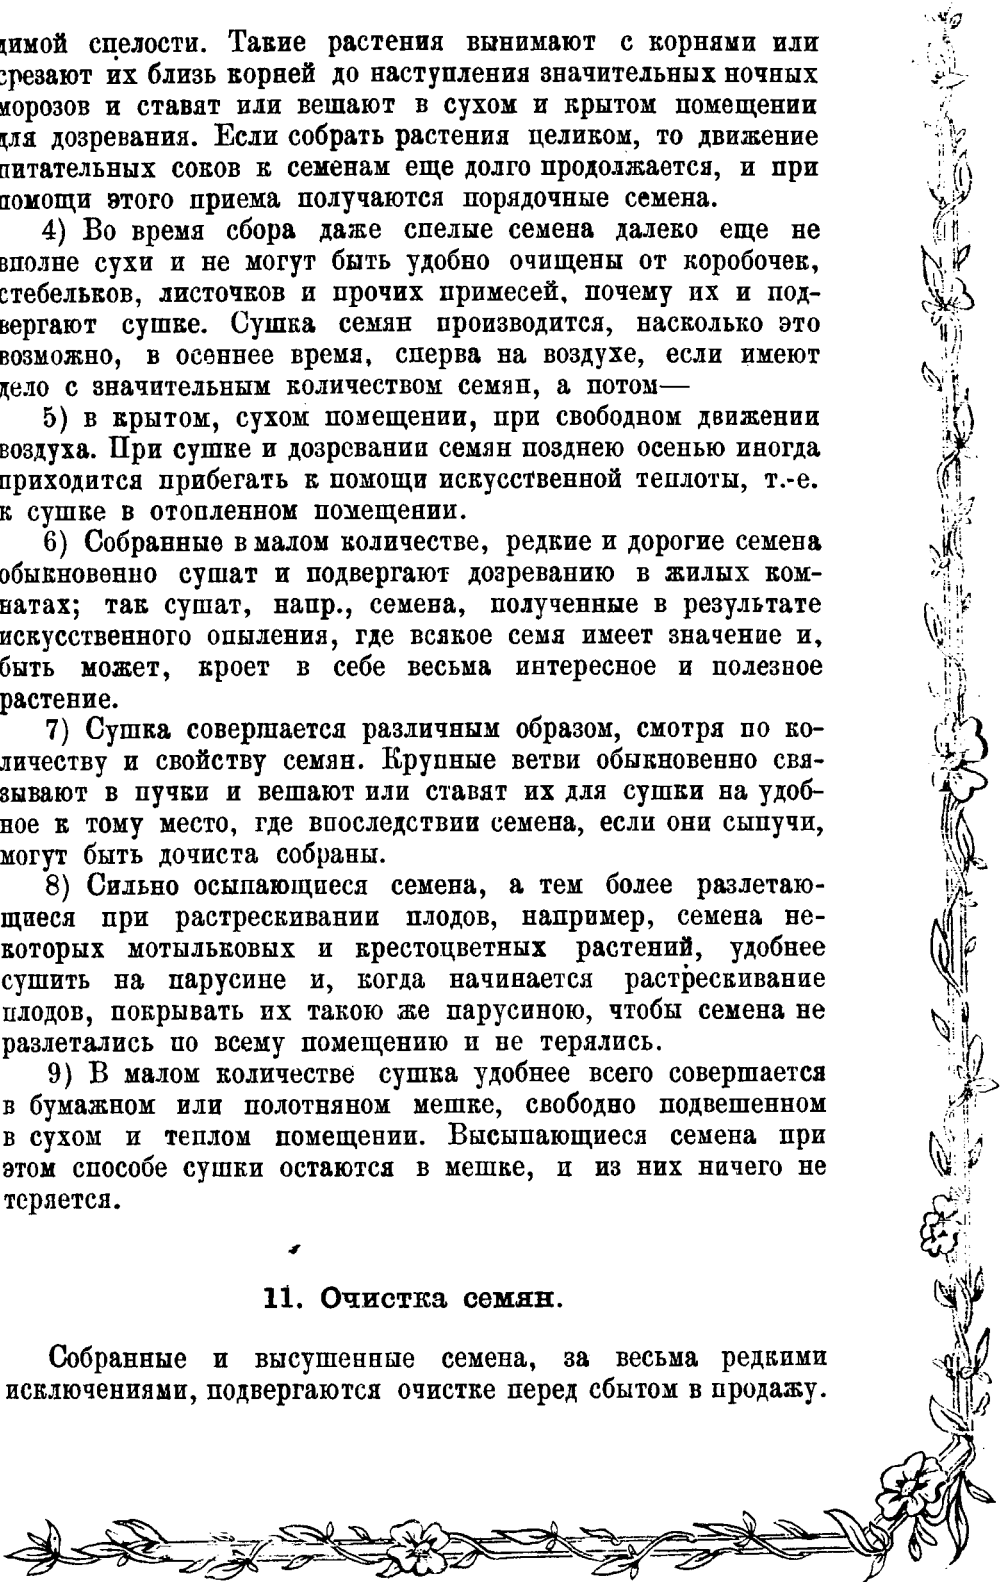 димой спелости. Такие растения вынимают с корнями или
срезают их близь корней до наступления значительных ночных
морозов и ставят или вешают в сухом и крытом помещении
для дозревания. Если собрать растения целиком, то движение
питательных соков к семенам еще долго продолжается, и при
помощи этого приема получаются порядочные семена.
4) Во время сбора даже спелые семена далеко еще не
вполне сухи и не могут быть удобно очищены от коробочек,
стебельков, листочков и прочих примесей, почему их и под-
вергают сушке. Сушка семян производится, насколько это
возможно, в осеннее время, сперва на воздухе, если имеют
дело с значительным количеством семян, а потом—
5) в крытом, сухом помещении, при свободном движении
воздуха. При сушке и дозревании семян позднею осенью иногда
приходится прибегать к помощи искусственной теплоты, т.-е.
к сушке в отопленном помещении.
6) Собранные в малом количестве, редкие и дорогие семена
обыкновенно сушат и подвергают дозреванию в жилых ком-
натах; так сушат, напр., семена, полученные в результате
искусственного опыления, где всякое семя имеет значение и,
быть может, кроет в себе весьма интересное и полезное
растение.
7) Сушка совершается различным образом, смотря по ко-
личеству и свойству семян. Крупные ветви обыкновенно свя-
зывают в пучки и вешают или ставят их для сушки на удоб-
ное к тому место, где впоследствии семена, если они сыпучи,
могут быть дочиста собраны.
8) Сильно осыпающиеся семена, а тем более разлетаю-
щиеся при растрескивании плодов, например, семена не-
которых мотыльковых и крестоцветных растений, удобнее
сушить на парусине и, когда начинается растрескивание
плодов, покрывать их такою же парусиною, чтобы семена не
разлетались по всему помещению и не терялись.
9) В малом количестве сушка удобнее всего совершается
в бумажном или полотняном мешке, свободно подвешенном
в сухом и теплом помещении. Высыпающиеся семена при
этом способе сушки остаются в мешке, и из них ничего не
теряется.
11. Очистка семян.
Собранные и высушенные семена, за весьма редкими
исключениями, подвергаются очистке перед сбытом в продажу.